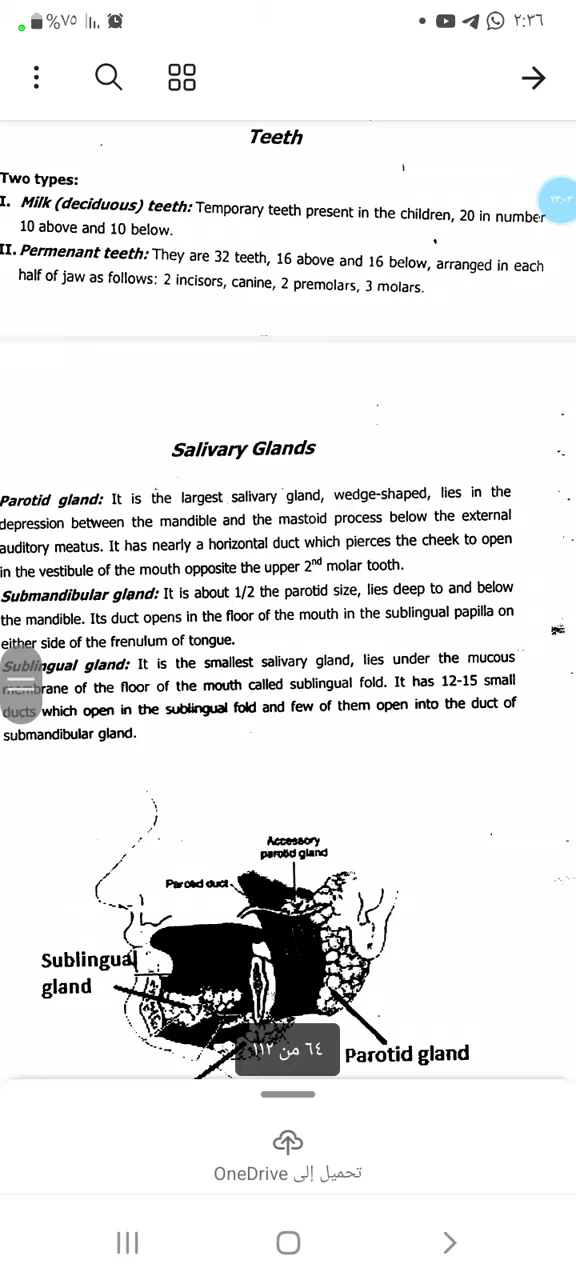 %٧٥
٢:٣٦
Teeth
٢٣:٠٣
Two types:
I. Milk (deciduous) teeth: Temporary teeth present in the children, 20 in number
10 above and 10 below.
II. Permenant teeth: They are 32 teeth, 16 above and 16 below, arranged in each
half of jaw as follows: 2 incisors, canine, 2 premolars, 3 molars.
Salivary Glands
Parotid gland: It is the largest salivary gland, wedge-shaped, lies in the
depression between the mandible and the mastoid process below the external
auditory meatus. It has nearly a horizontal duct which pierces the cheek to open
in the vestibule of the mouth opposite the upper 2nd molar tooth.
Submandibular gland: It is about 1/2 the parotid size, lies deep to and below
the mandible. Its duct opens in the floor of the mouth in the sublingual papilla on
either side of the frenulum of tongue.
Sublingual gland: It is the smallest salivary gland, lies under the mucous
membrane of the floor of the mouth called sublingual fold. It has 12-15 small
ducts which open in the sublingual fold and few of them open into the duct of
submandibular gland.
Accessory
parotid gland
Parotid duct
Sublingual
gland
٦٤ من ١١٢
Parotid gland
تحميل إلى OneDrive